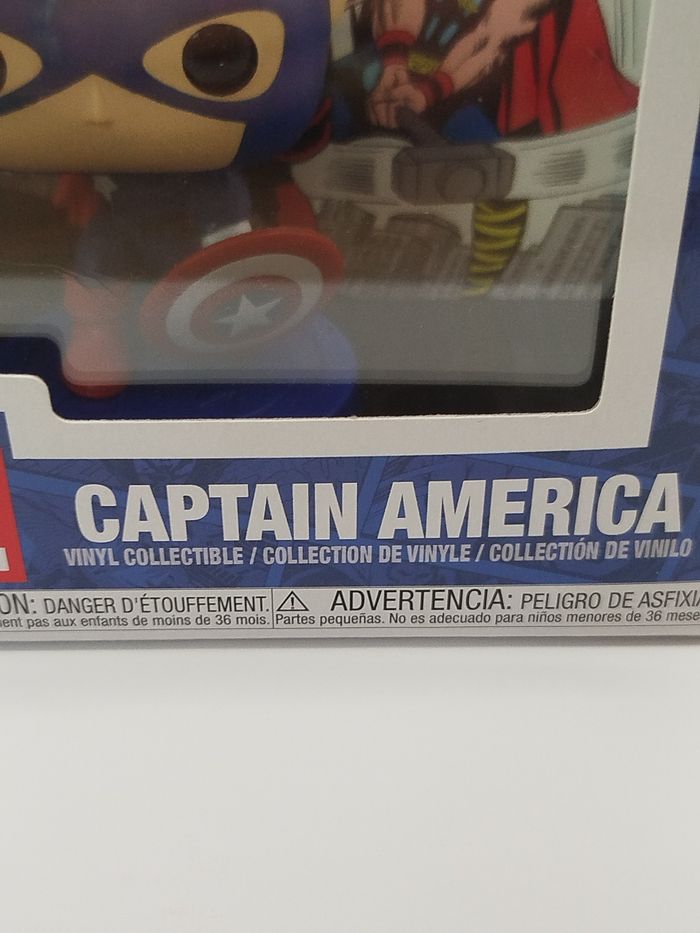 CAPTAIN AMERICA
VINYL COLLECTIBLE / COLLECTION DE VINYLE / COLLECCIÓN DE VINILO
ON: DANGER D'ÉTOUFFEMENT. ADVERTENCIA: PELIGRO DE ASFIXIA
ent pas aux enfants de moins de 36 mois. Partes pequeñas. No es adecuado para niños menores de 36 mese